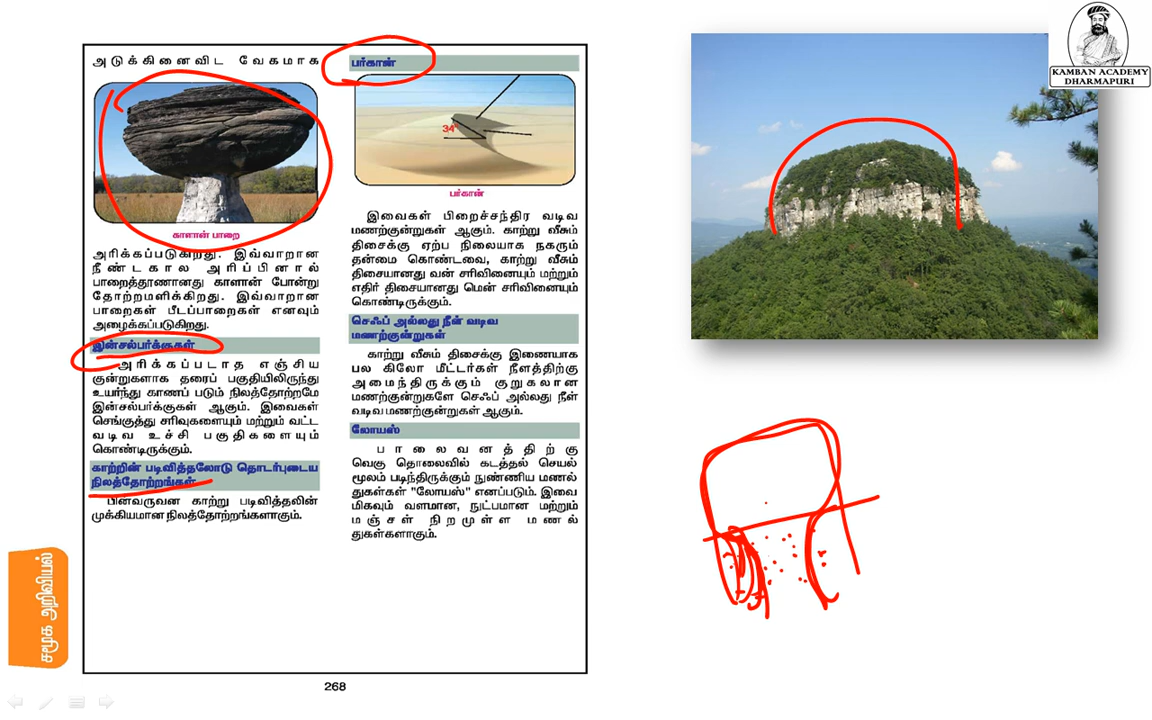 அடுக்கினைவிட வேகமாக
காளான் பாறை
அரிக்கப்படுகிறது. இவ்வாறான
நீண்டகால அரிப்பினால்
பாறைத்தூணானது காளான் போன்று
தோற்றமளிக்கிறது. இவ்வாறான
பாறைகள் பீடப்பாறைகள் எனவும்
அழைக்கப்படுகிறது.
இன்சல்பர்க்குகள்
அரிக்கப்படாத எஞ்சிய
குன்றுகளாக தரைப் பகுதியிலிருந்து
உயர்ந்து காணப் படும் நிலத்தோற்றமே
இன்சல்பர்க்குகள் ஆகும். இவைகள்
செங்குத்து சரிவுகளையும் மற்றும் வட்ட
வடிவ உச்சி பகுதிகளையும்
கொண்டிருக்கும்.
காற்றின் படிவித்தலோடு தொடர்புடைய
நிலத்தோற்றங்கள்
பின்வருவன காற்று படிவித்தலின்
முக்கியமான நிலத்தோற்றங்களாகும்.
பர்கான்
34°
பர்கான்
இவைகள் பிறைச்சந்திர வடிவ
மணற்குன்றுகள் ஆகும். காற்று வீசும்
திசைக்கு ஏற்ப நிலையாக நகரும்
தன்மை கொண்டவை, காற்று வீசும்
திசையானது வன் சரிவினையும் மற்றும்
எதிர் திசையானது மென் சரிவினையும்
கொண்டிருக்கும்.
செஃப் அல்லது நீள் வடிவ
மணற்குன்றுகள்
காற்று வீசும் திசைக்கு இணையாக
பல கிலோ மீட்டர்கள் நீளத்திற்கு
அமைந்திருக்கும் குறுகலான
மணற்குன்றுகளே செஃப் அல்லது நீள்
வடிவ மணற்குன்றுகள் ஆகும்.
லோயஸ்
பாலைவனத்திற்கு
வெகு தொலைவில் கடத்தல் செயல்
மூலம் படிந்திருக்கும் நுண்ணிய மணல்
துகள்கள் "லோயஸ்" எனப்படும். இவை
மிகவும் வளமான, நுட்பமான மற்றும்
மஞ்சள் நிறமுள்ள மணல்
துகள்களாகும்.
சமூக அறிவியல்
268
KAMBAN ACADEMY
DHARMAPURI